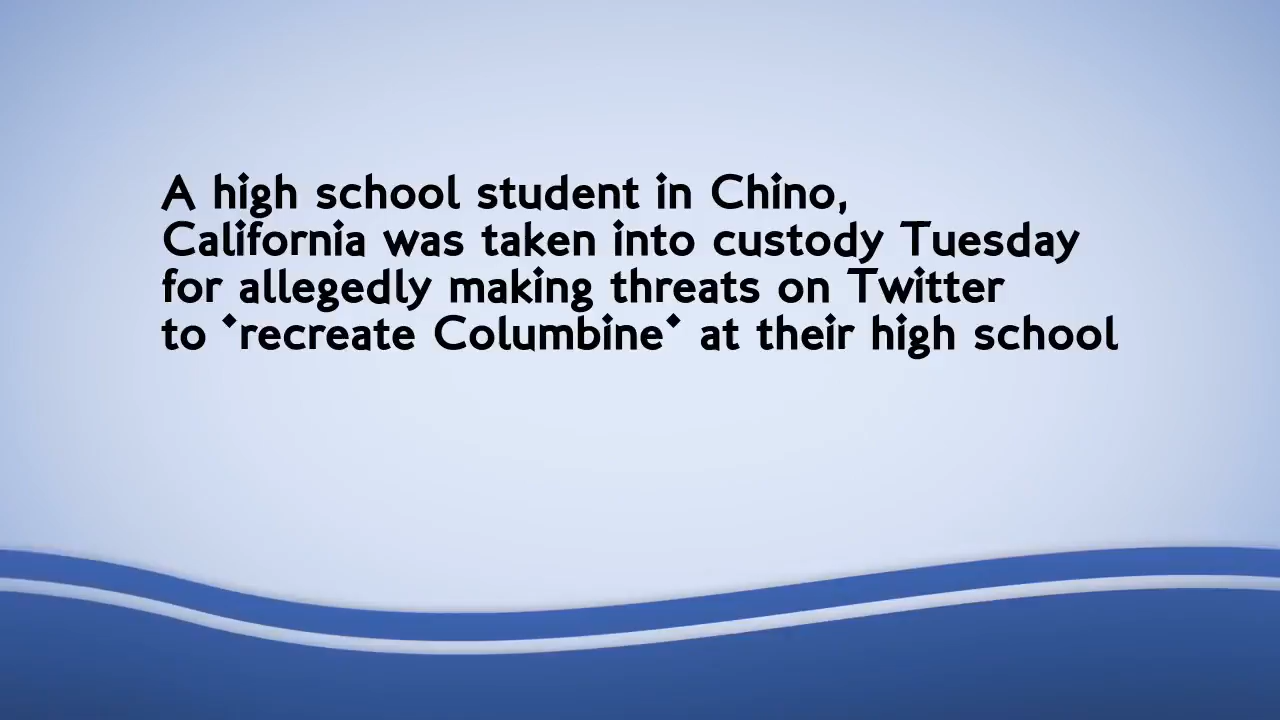 A high school student in Chino,
California was taken into custody Tuesday
for allegedly making threats on Twitter
to "recreate Columbine" at their high school